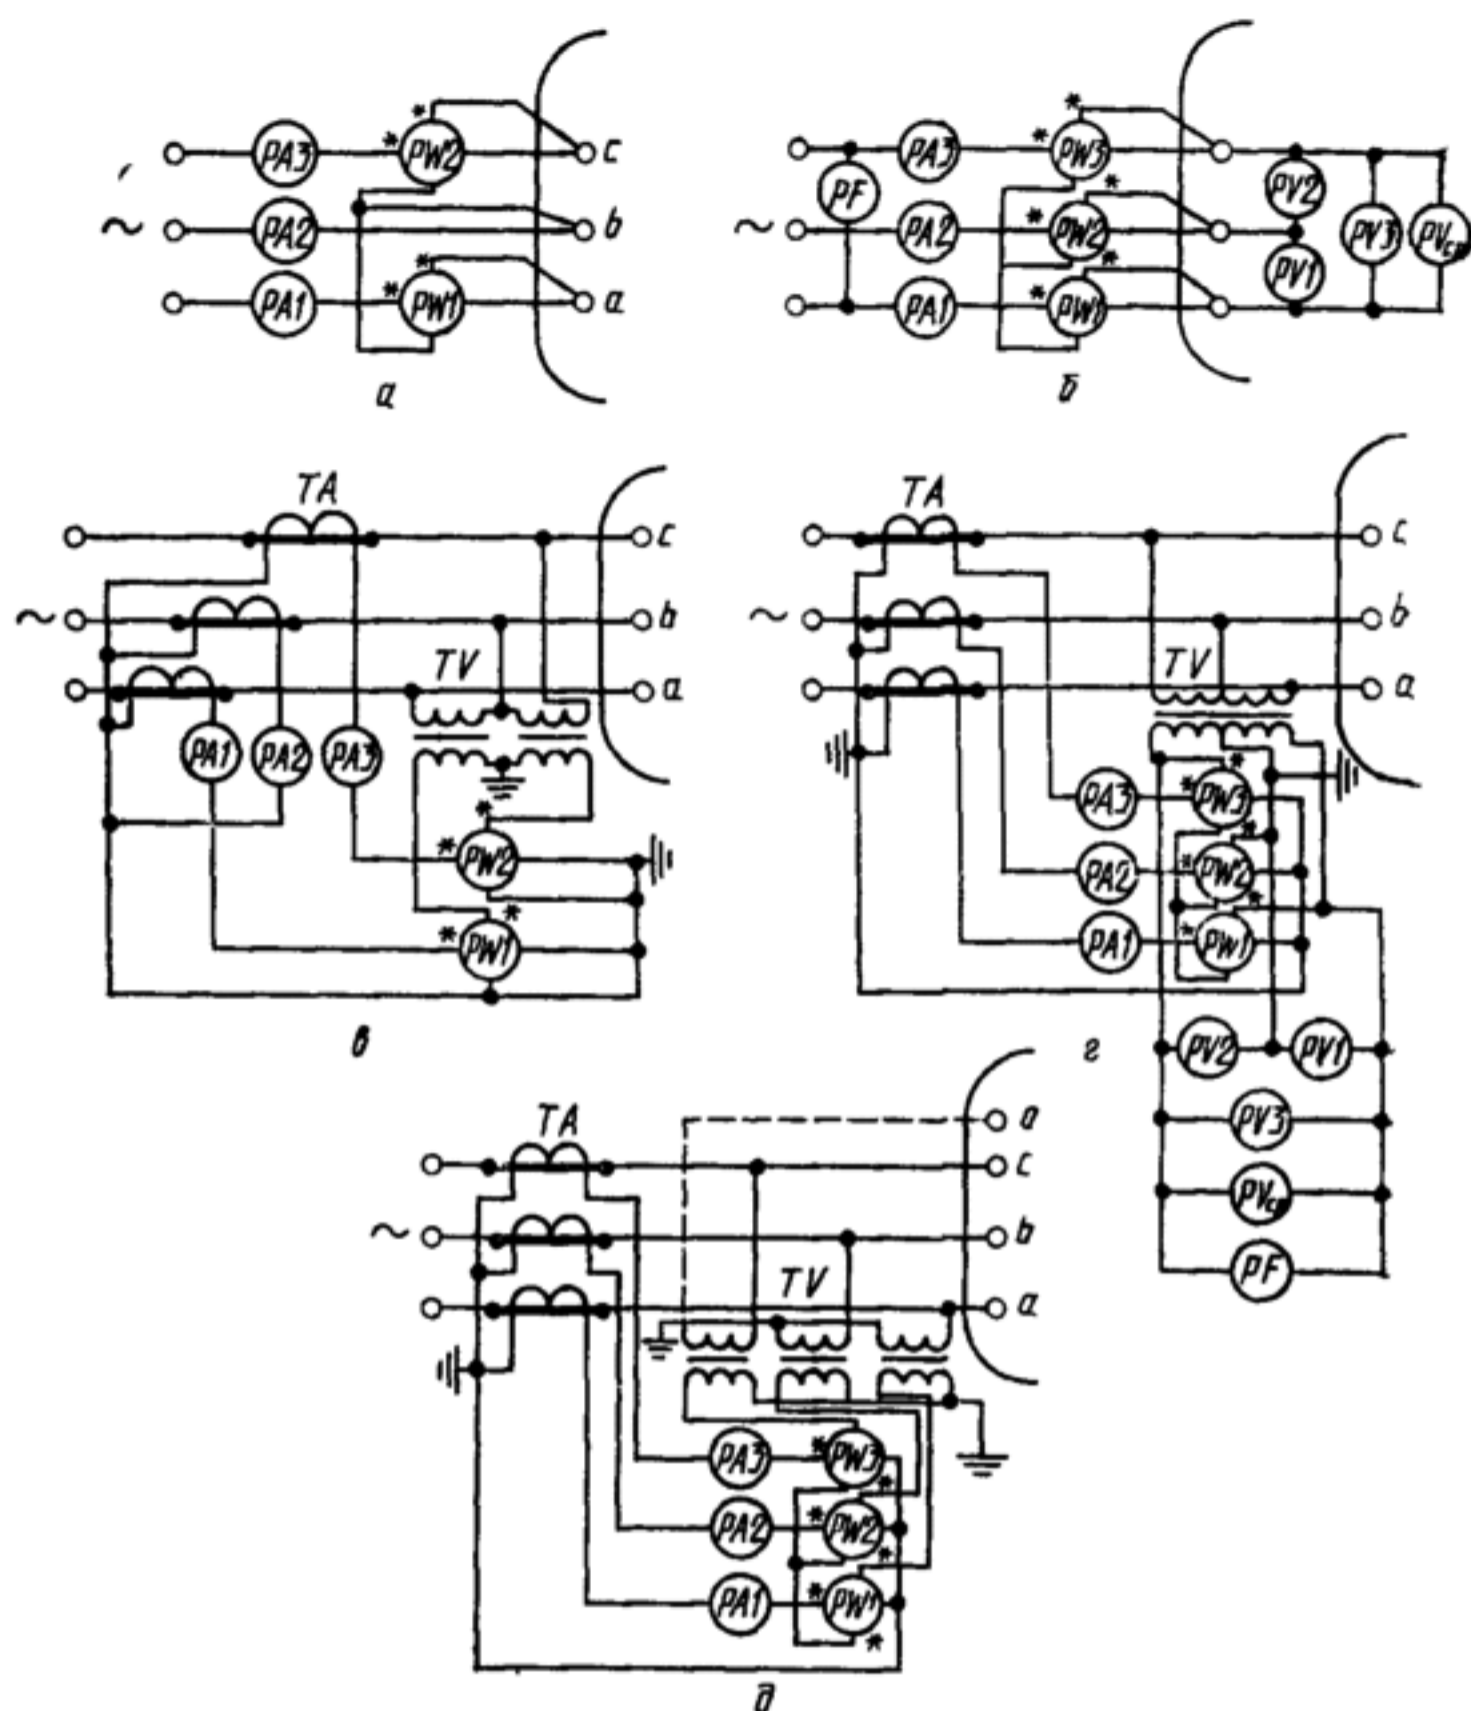 PA3 * * PW2 c
~ PA2 b
PA1 * * PW1 a
а
PF PA3 * * PW3 PV2
~ PA2 * * PW2 PV3 PVср
PA1 * * PW1 PV1
б
TA
c
~ b
TV
a
PA1 PA2 PA3
* * PW2
* * PW1
в
TA
c
~ b
TV
a
PA3 * * PW3
PA2 * * PW2
PA1 * * PW1
г
PV2 PV1
PV3
PVср
PF
TA
a
c
~ b
TV
a
PA3 * PW3 *
PA2 * PW2 *
PA1 * PW1 *
д